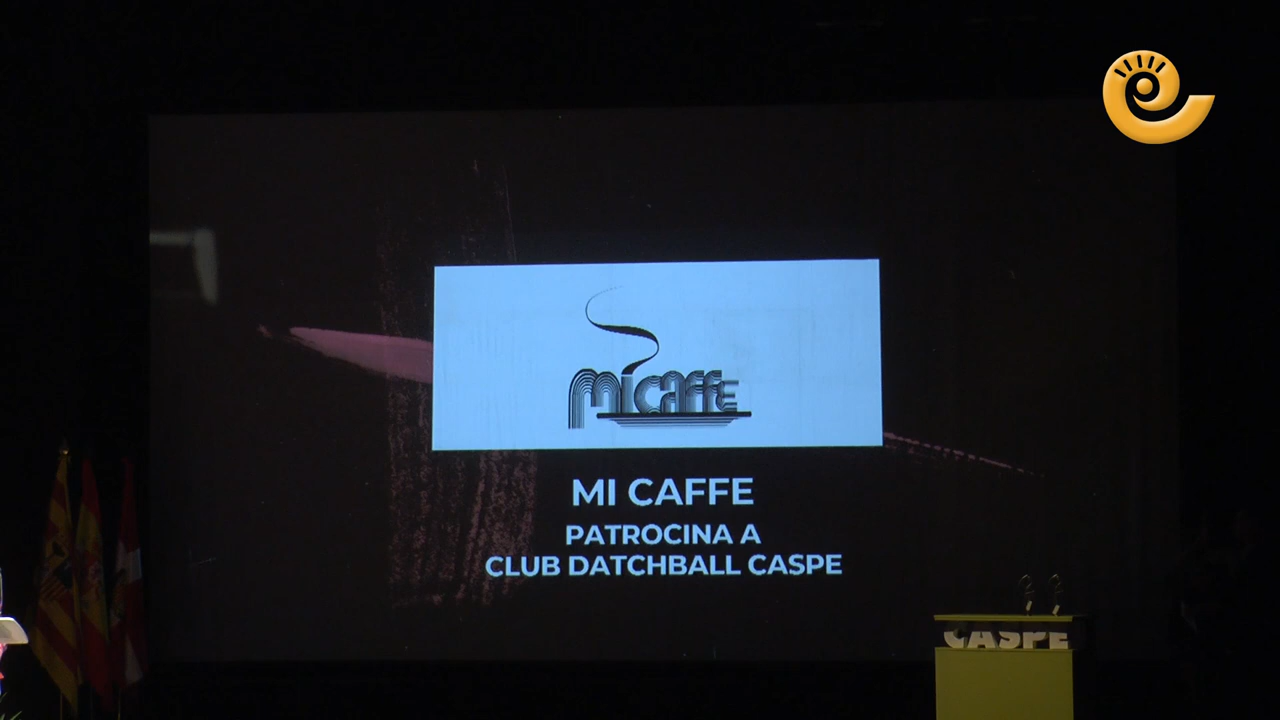 micaffe
MI CAFFE
PATROCINA A
CLUB DATCHBALL CASPE
CASPE